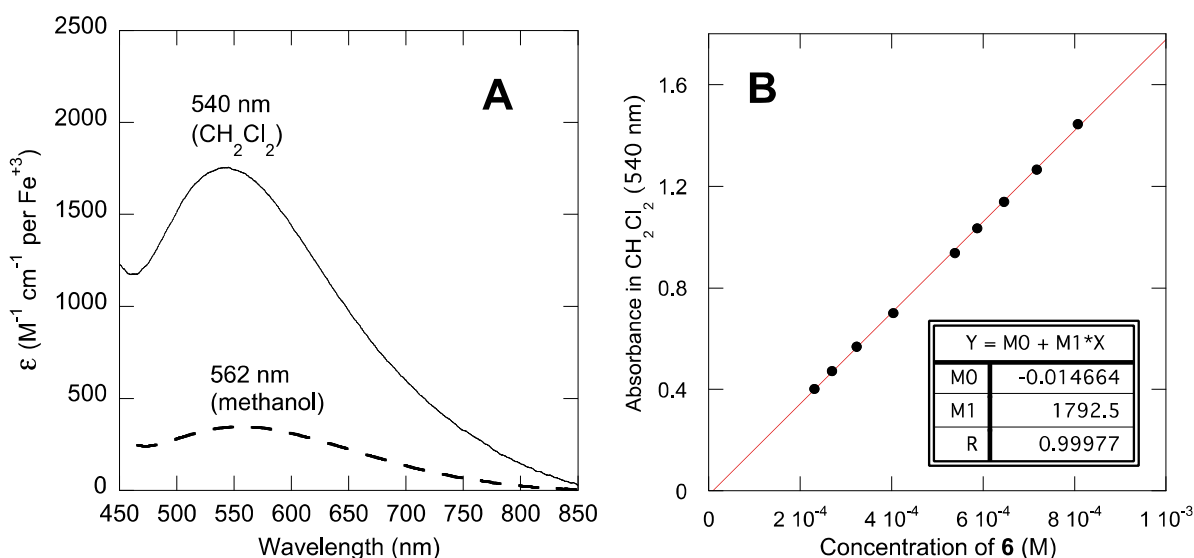 2500
2000
1500
1000
500
0
ε (M⁻¹ cm⁻¹ per Fe⁺³)
A
540 nm
(CH₂Cl₂)
562 nm
(methanol)
450 500 550 600 650 700 750 800 850
Wavelength (nm)
B
1.6
1.2
0.8
0.4
0
Absorbance in CH₂Cl₂ (540 nm)
Y = M0 + M1*X
M0 -0.014664
M1 1792.5
R 0.99977
0 2 10⁻⁴ 4 10⁻⁴ 6 10⁻⁴ 8 10⁻⁴ 1 10⁻³
Concentration of 6 (M)